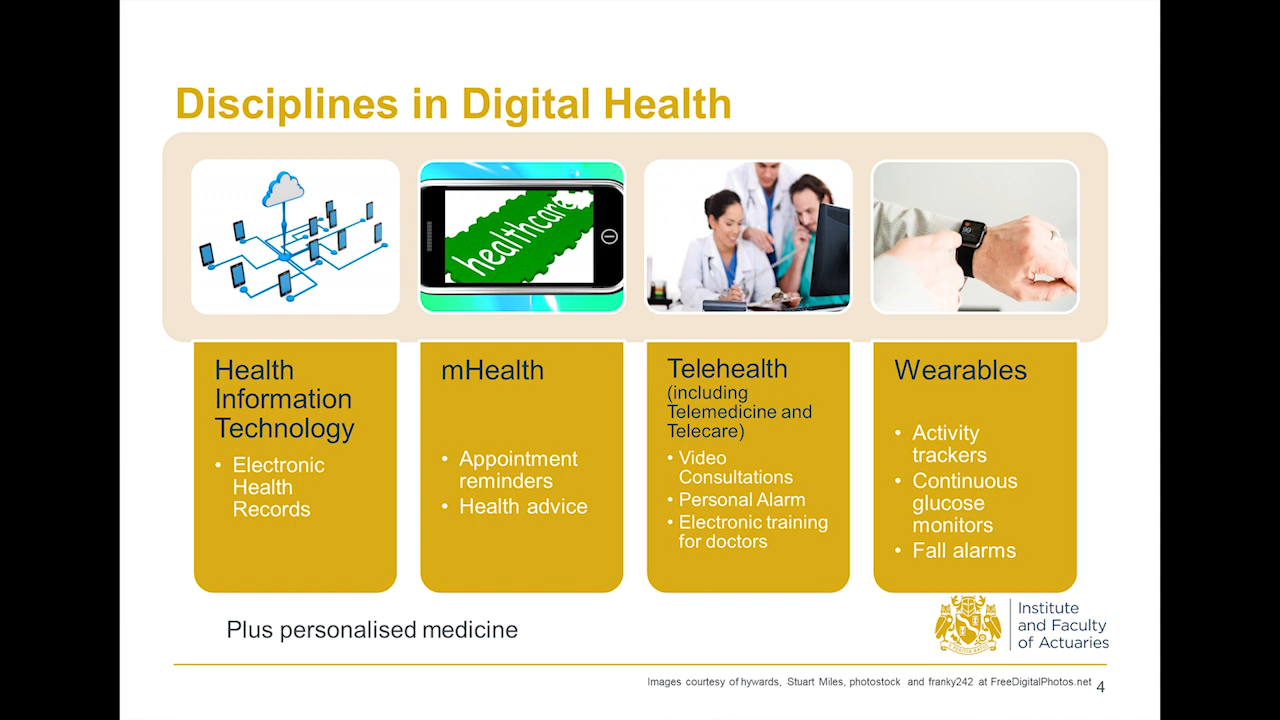 Disciplines in Digital Health
healthcare
Health
Information
Technology
• Electronic
Health
Records
mHealth
• Appointment
reminders
• Health advice
Telehealth
(including
Telemedicine and
Telecare)
• Video
Consultations
• Personal Alarm
• Electronic training
for doctors
Wearables
• Activity
trackers
• Continuous
glucose
monitors
• Fall alarms
Plus personalised medicine
Institute
and Faculty
of Actuaries
Images courtesy of hywards, Stuart Miles, photostock and franky242 at FreeDigitalPhotos.net
4